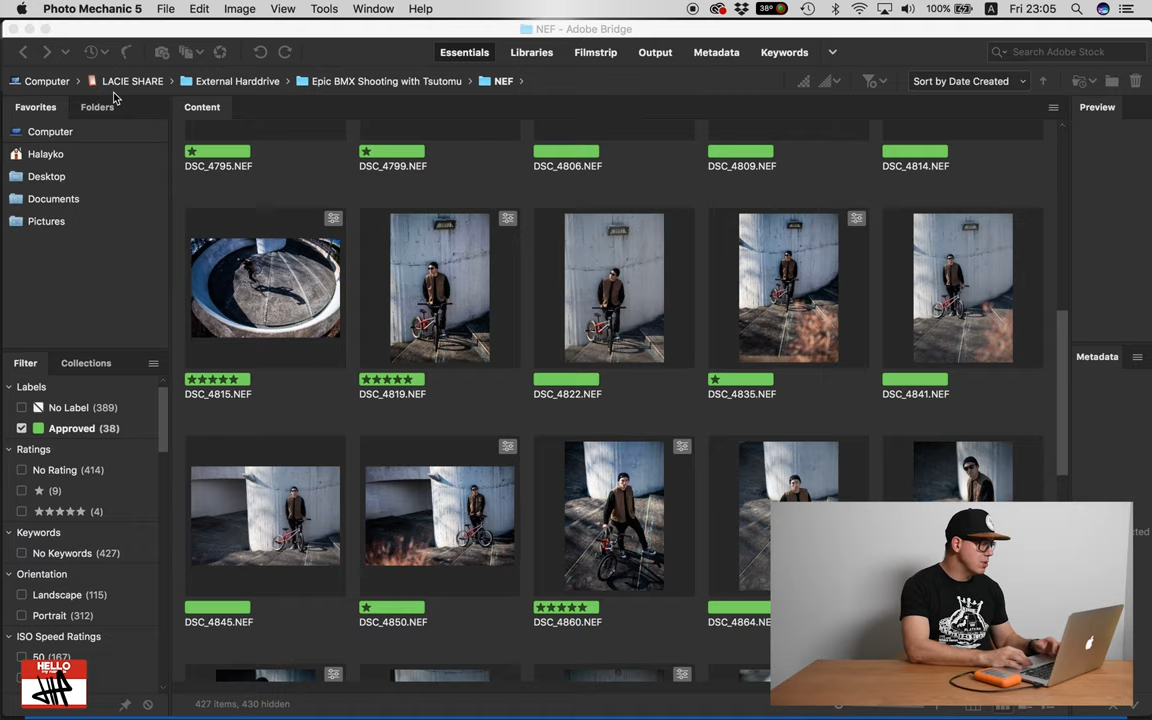 Photo Mechanic 5 File Edit Image View Tools Window Help 38° 100% A Fri 23:05
NEF - Adobe Bridge
Essentials Libraries Filmstrip Output Metadata Keywords Search Adobe Stock
Computer LACIE SHARE External Harddrive Epic BMX Shooting with Tsutomu NEF Sort by Date Created
Favorites Folders Content Preview
Computer
Halayko
Desktop
Documents
Pictures
DSC_4795.NEF DSC_4799.NEF DSC_4806.NEF DSC_4809.NEF DSC_4814.NEF
DSC_4815.NEF DSC_4819.NEF DSC_4822.NEF DSC_4835.NEF DSC_4841.NEF
Filter Collections Metadata
Labels
No Label (389)
Approved (38)
Ratings
No Rating (414)
★ (9)
★★★★★ (4)
Keywords
No Keywords (427)
Orientation
Landscape (115)
Portrait (312)
ISO Speed Ratings
50 (167)
DSC_4845.NEF DSC_4850.NEF DSC_4860.NEF DSC_4864.NEF
HELLO
427 items, 430 hidden